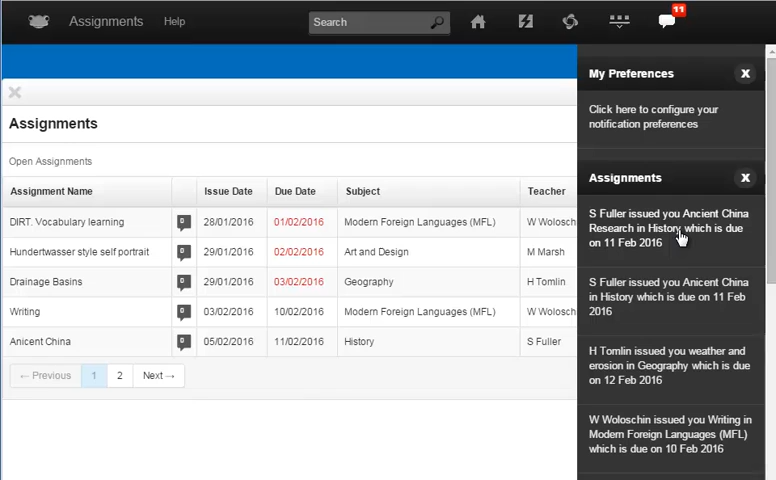 Assignments Help Search 11
My Preferences X
Click here to configure your
notification preferences
Assignments
Open Assignments
Assignment Name Issue Date Due Date Subject Teacher
DIRT. Vocabulary learning 0 28/01/2016 01/02/2016 Modern Foreign Languages (MFL) W Wolosch
Hundertwasser style self portrait 0 29/01/2016 02/02/2016 Art and Design M Marsh
Drainage Basins 0 29/01/2016 03/02/2016 Geography H Tomlin
Writing 0 03/02/2016 10/02/2016 Modern Foreign Languages (MFL) W Wolosch
Anicent China 0 05/02/2016 11/02/2016 History S Fuller
← Previous 1 2 Next →
Assignments X
S Fuller issued you Ancient China
Research in History which is due
on 11 Feb 2016
S Fuller issued you Anicent China
in History which is due on 11 Feb
2016
H Tomlin issued you weather and
erosion in Geography which is due
on 12 Feb 2016
W Woloschin issued you Writing in
Modern Foreign Languages (MFL)
which is due on 10 Feb 2016